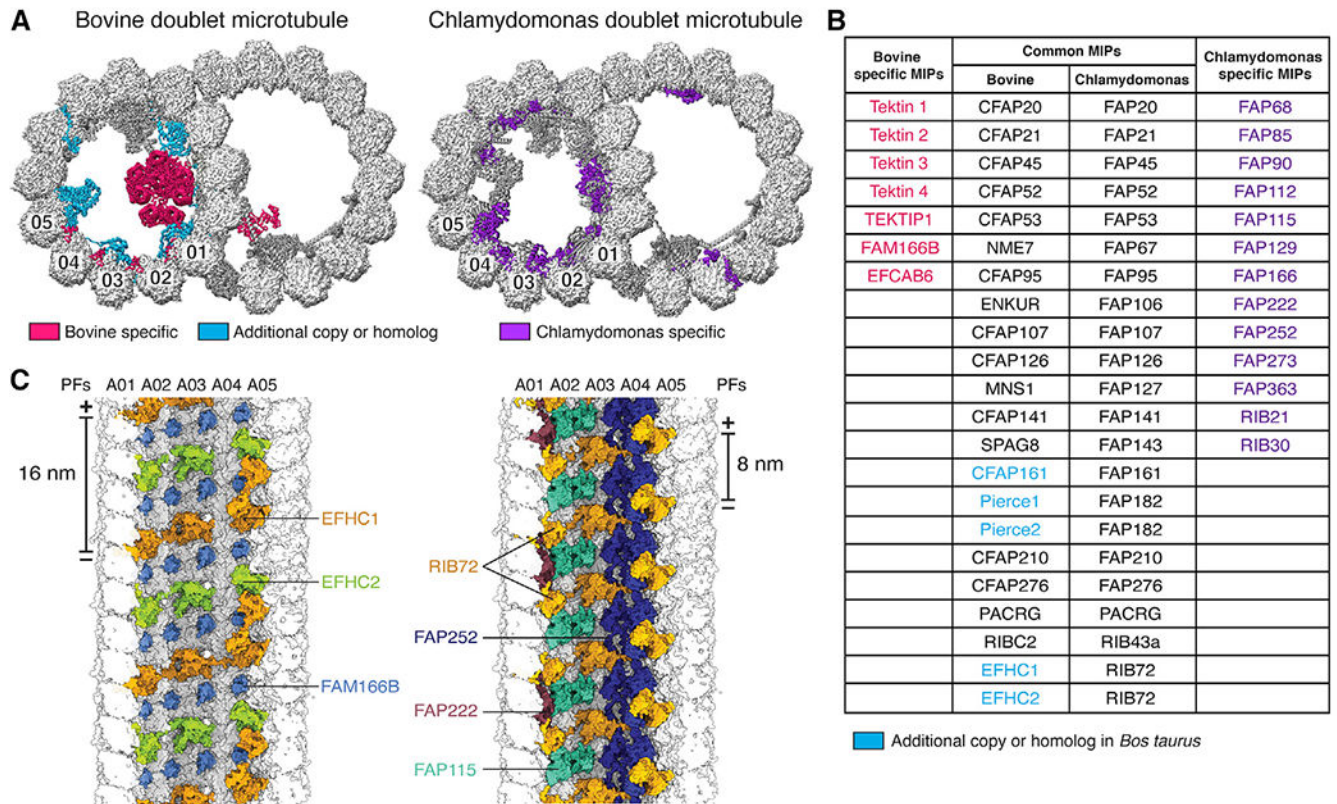 A
Bovine doublet microtubule
Chlamydomonas doublet microtubule
05
04
03
02
01
05
04
03
02
01
Bovine specific
Additional copy or homolog
Chlamydomonas specific
B
Bovine specific MIPs
Common MIPs
Chlamydomonas specific MIPs
Bovine
Chlamydomonas
Tektin 1 CFAP20 FAP20 FAP68
Tektin 2 CFAP21 FAP21 FAP85
Tektin 3 CFAP45 FAP45 FAP90
Tektin 4 CFAP52 FAP52 FAP112
TEKTIP1 CFAP53 FAP53 FAP115
FAM166B NME7 FAP67 FAP129
EFCAB6 CFAP95 FAP95 FAP166
ENKUR FAP106 FAP222
CFAP107 FAP107 FAP252
CFAP126 FAP126 FAP273
MNS1 FAP127 FAP363
CFAP141 FAP141 RIB21
SPAG8 FAP143 RIB30
CFAP161 FAP161
Pierce1 FAP182
Pierce2 FAP182
CFAP210 FAP210
CFAP276 FAP276
PACRG PACRG
RIBC2 RIB43a
EFHC1 RIB72
EFHC2 RIB72
Additional copy or homolog in Bos taurus
C
PFs A01 A02 A03 A04 A05
+
16 nm
=
EFHC1
EFHC2
FAM166B
A01 A02 A03 A04 A05 PFs
+
8 nm
=
RIB72
FAP252
FAP222
FAP115